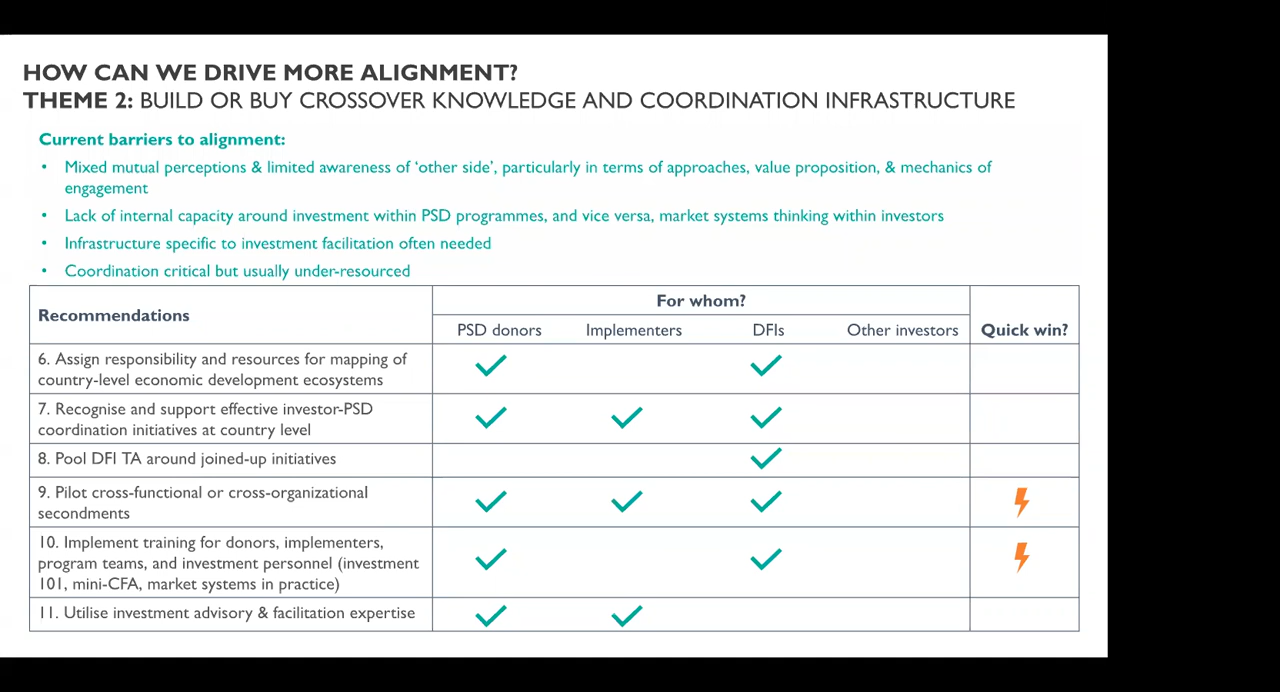 HOW CAN WE DRIVE MORE ALIGNMENT?
THEME 2: BUILD OR BUY CROSSOVER KNOWLEDGE AND COORDINATION INFRASTRUCTURE
Current barriers to alignment:
• Mixed mutual perceptions & limited awareness of ‘other side’, particularly in terms of approaches, value proposition, & mechanics of
engagement
• Lack of internal capacity around investment within PSD programmes, and vice versa, market systems thinking within investors
• Infrastructure specific to investment facilitation often needed
• Coordination critical but usually under-resourced
Recommendations
For whom?
PSD donors
Implementers
DFIs
Other investors
Quick win?
6. Assign responsibility and resources for mapping of
country-level economic development ecosystems
7. Recognise and support effective investor-PSD
coordination initiatives at country level
8. Pool DFI TA around joined-up initiatives
9. Pilot cross-functional or cross-organizational
secondments
10. Implement training for donors, implementers,
program teams, and investment personnel (investment
101, mini-CFA, market systems in practice)
11. Utilise investment advisory & facilitation expertise